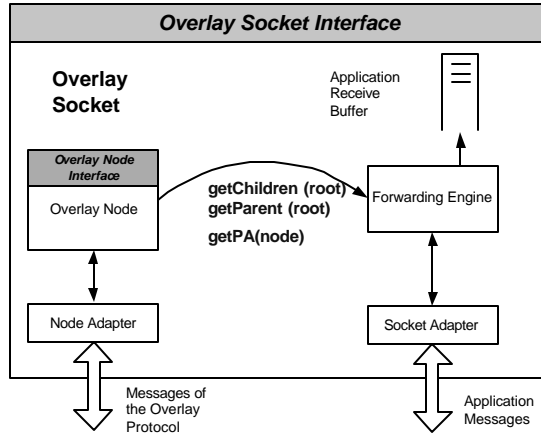 Overlay Socket Interface
Overlay
Socket
Application
Receive
Buffer
Overlay Node
Interface
Overlay Node
getChildren (root)
getParent (root)
getPA(node)
Forwarding Engine
Node Adapter
Socket Adapter
Messages of
the Overlay
Protocol
Application
Messages